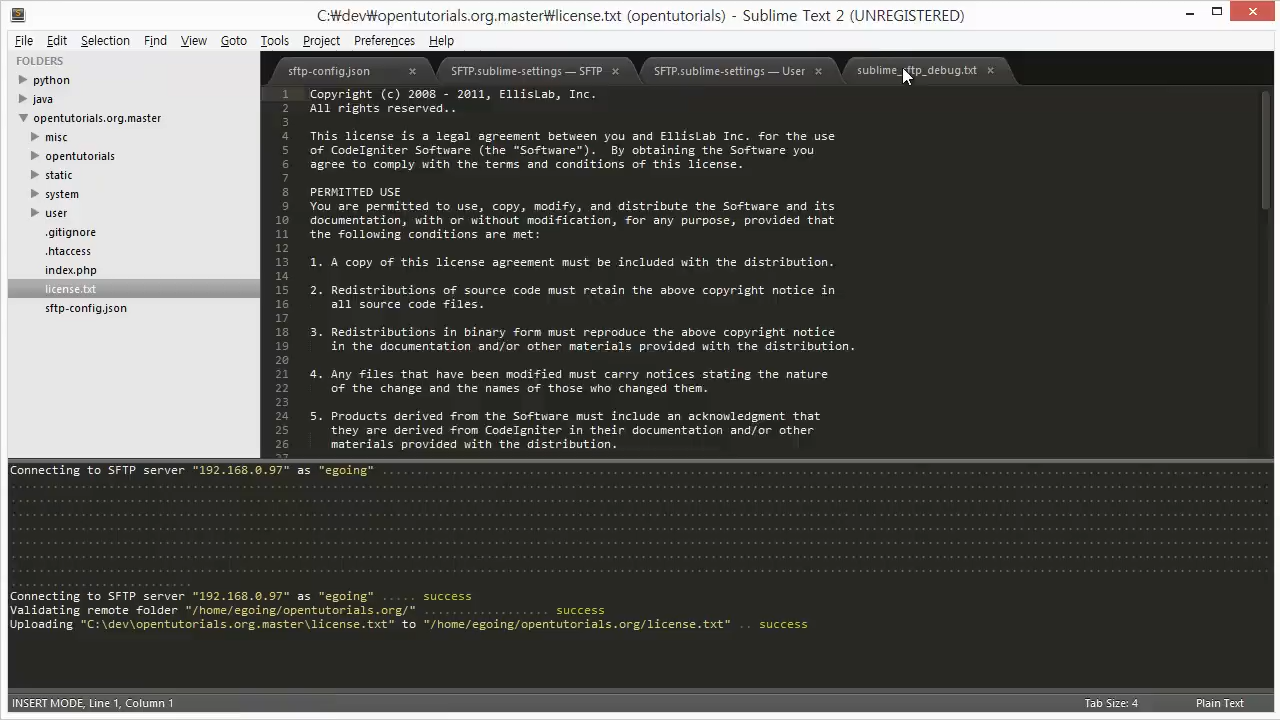 C:₩dev₩opentutorials.org.master₩license.txt (opentutorials) - Sublime Text 2 (UNREGISTERED)
File Edit Selection Find View Goto Tools Project Preferences Help
FOLDERS
python
java
opentutorials.org.master
misc
opentutorials
static
system
user
.gitignore
.htaccess
index.php
license.txt
sftp-config.json
sftp-config.json × SFTP.sublime-settings — SFTP × SFTP.sublime-settings — User × sublime_sftp_debug.txt ×
1 Copyright (c) 2008 - 2011, EllisLab, Inc.
2 All rights reserved..
3
4 This license is a legal agreement between you and EllisLab Inc. for the use
5 of CodeIgniter Software (the "Software"). By obtaining the Software you
6 agree to comply with the terms and conditions of this license.
7
8 PERMITTED USE
9 You are permitted to use, copy, modify, and distribute the Software and its
10 documentation, with or without modification, for any purpose, provided that
11 the following conditions are met:
12
13 1. A copy of this license agreement must be included with the distribution.
14
15 2. Redistributions of source code must retain the above copyright notice in
16 all source code files.
17
18 3. Redistributions in binary form must reproduce the above copyright notice
19 in the documentation and/or other materials provided with the distribution.
20
21 4. Any files that have been modified must carry notices stating the nature
22 of the change and the names of those who changed them.
23
24 5. Products derived from the Software must include an acknowledgment that
25 they are derived from CodeIgniter in their documentation and/or other
26 materials provided with the distribution.
27
Connecting to SFTP server "192.168.0.97" as "egoing" ........................
Connecting to SFTP server "192.168.0.97" as "egoing" ..... success
Validating remote folder "/home/egoing/opentutorials.org/" .................. success
Uploading "C:\dev\opentutorials.org.master\license.txt" to "/home/egoing/opentutorials.org/license.txt" .. success
INSERT MODE, Line 1, Column 1
Tab Size: 4 Plain Text